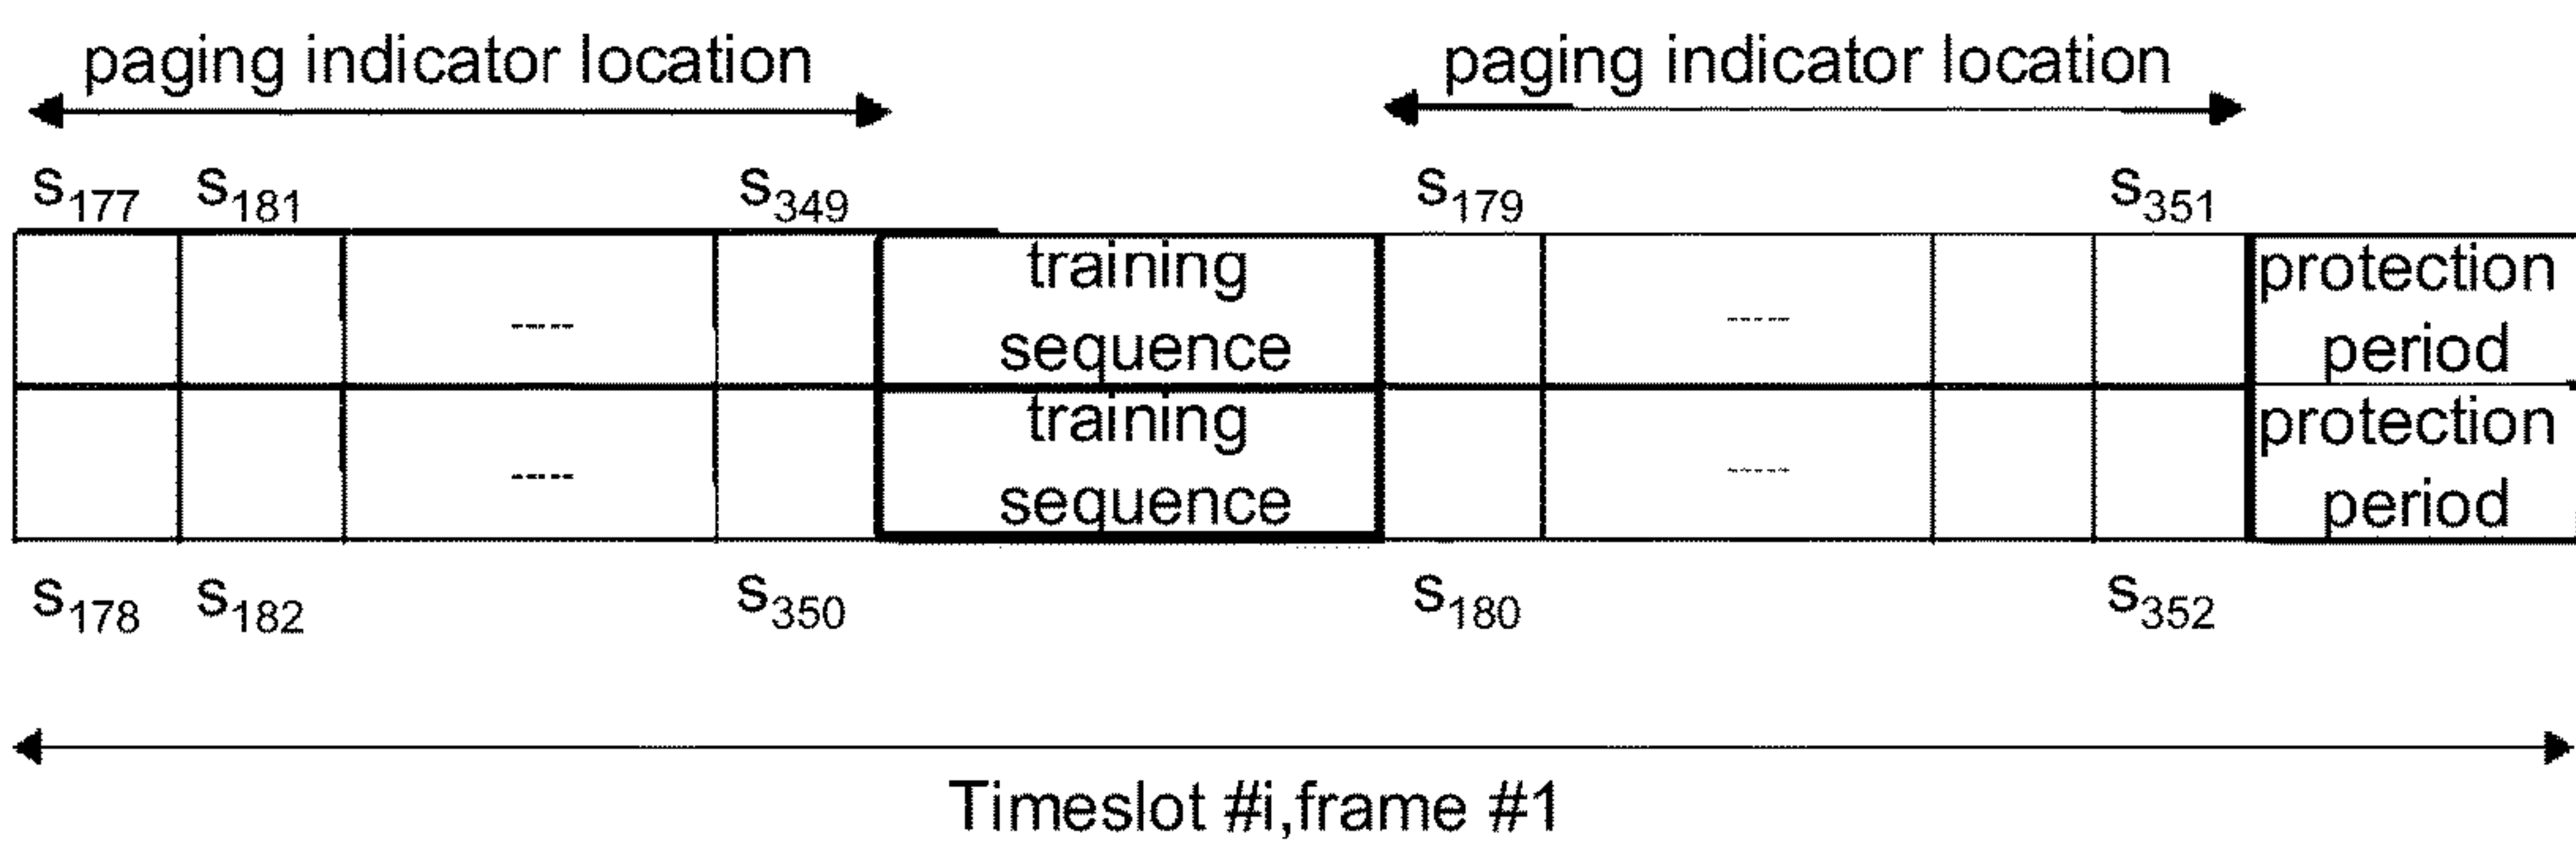 paging indicator location paging indicator location
s177 s181 s349 s179 s351
training protection
sequence period
----- -----
training protection
sequence period
----- -----
s178 s182 s350 s180 s352
Timeslot #i,frame #1